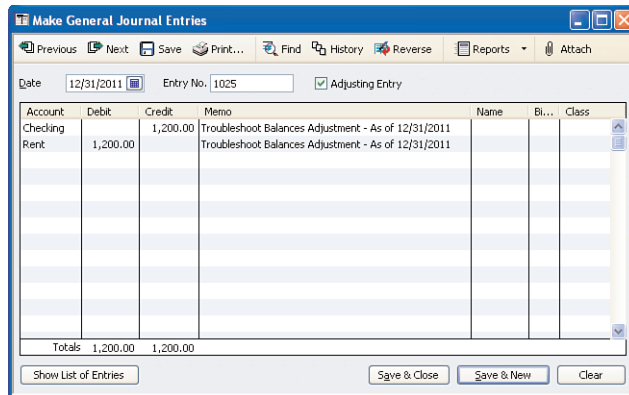 Make General Journal Entries
Previous Next Save Print... Find History Reverse Reports Attach
Date 12/31/2011 Entry No. 1025 Adjusting Entry
Account Debit Credit Memo Name Bi... Class
Checking 1,200.00 Troubleshoot Balances Adjustment - As of 12/31/2011
Rent 1,200.00 Troubleshoot Balances Adjustment - As of 12/31/2011
Totals 1,200.00 1,200.00
Show List of Entries Save & Close Save & New Clear